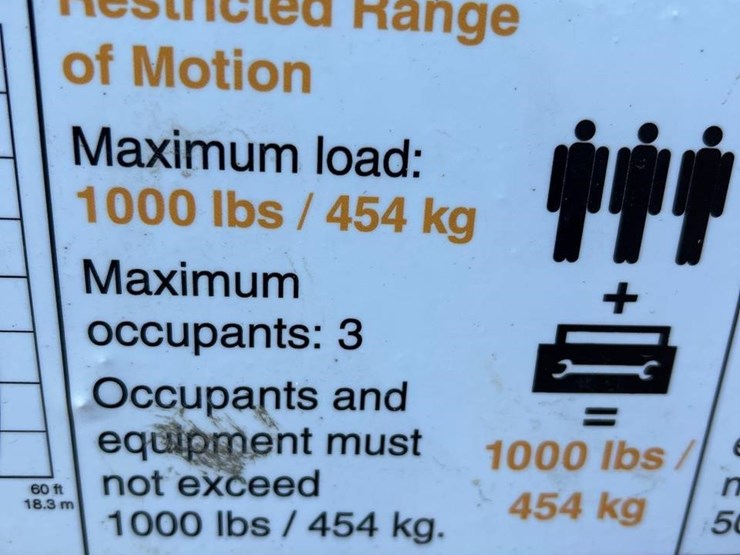 Restricted Range
of Motion
Maximum load:
1000 lbs / 454 kg
Maximum
occupants: 3
Occupants and
equipment must
not exceed
1000 lbs / 454 kg.
+
=
1000 lbs /
454 kg
60 ft
18.3 m